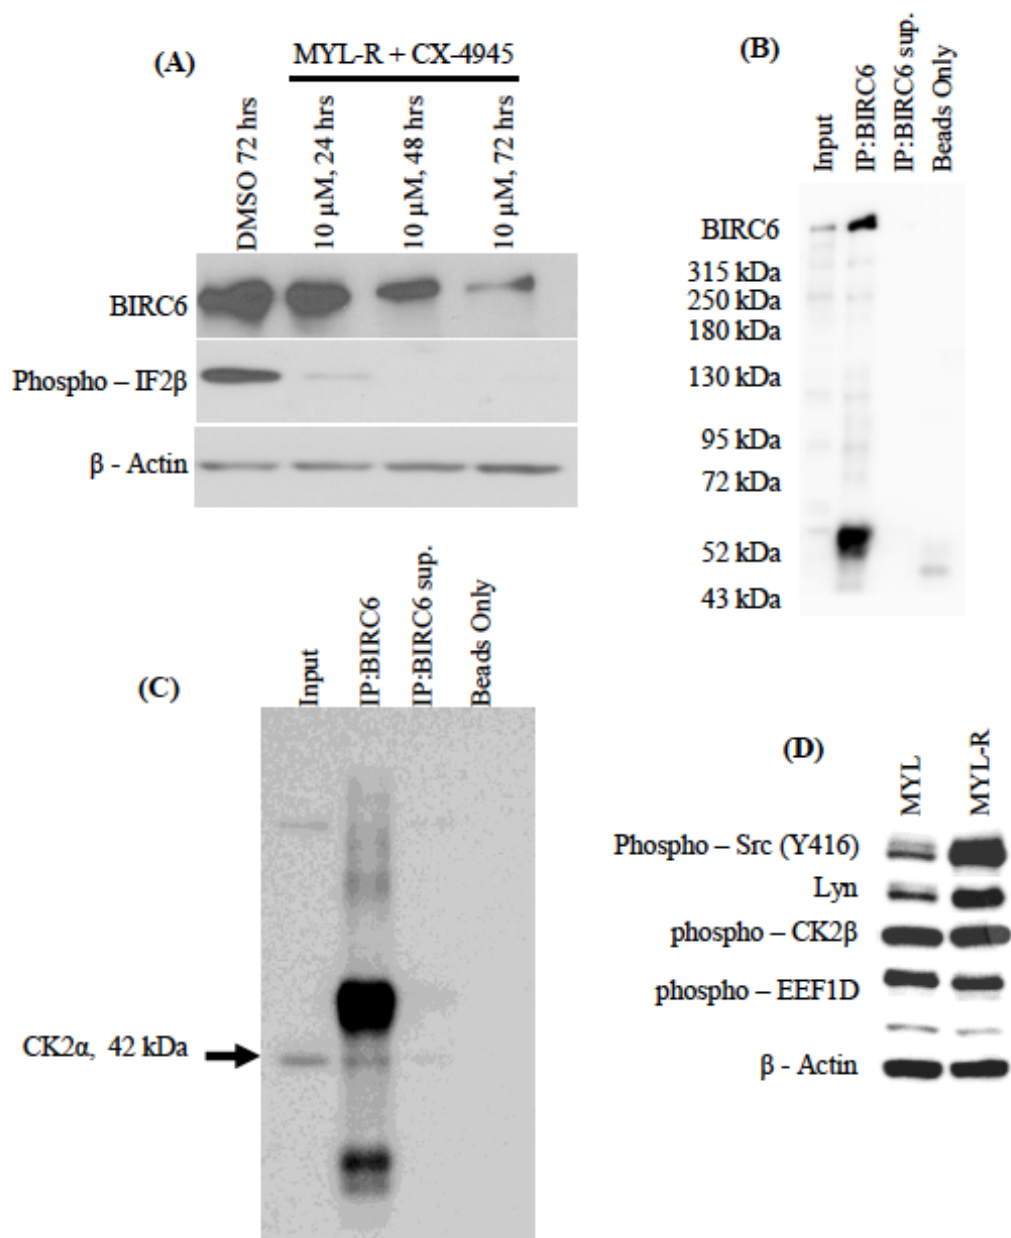 (A)
MYL-R + CX-4945
DMSO 72 hrs
10 µM, 24 hrs
10 µM, 48 hrs
10 µM, 72 hrs
BIRC6
Phospho – IF2β
β - Actin
(B)
Input
IP:BIRC6
IP:BIRC6 sup.
Beads Only
BIRC6
315 kDa
250 kDa
180 kDa
130 kDa
95 kDa
72 kDa
52 kDa
43 kDa
(C)
Input
IP:BIRC6
IP:BIRC6 sup.
Beads Only
CK2α, 42 kDa
(D)
MYL
MYL-R
Phospho – Src (Y416)
Lyn
phospho – CK2β
phospho – EEF1D
β - Actin